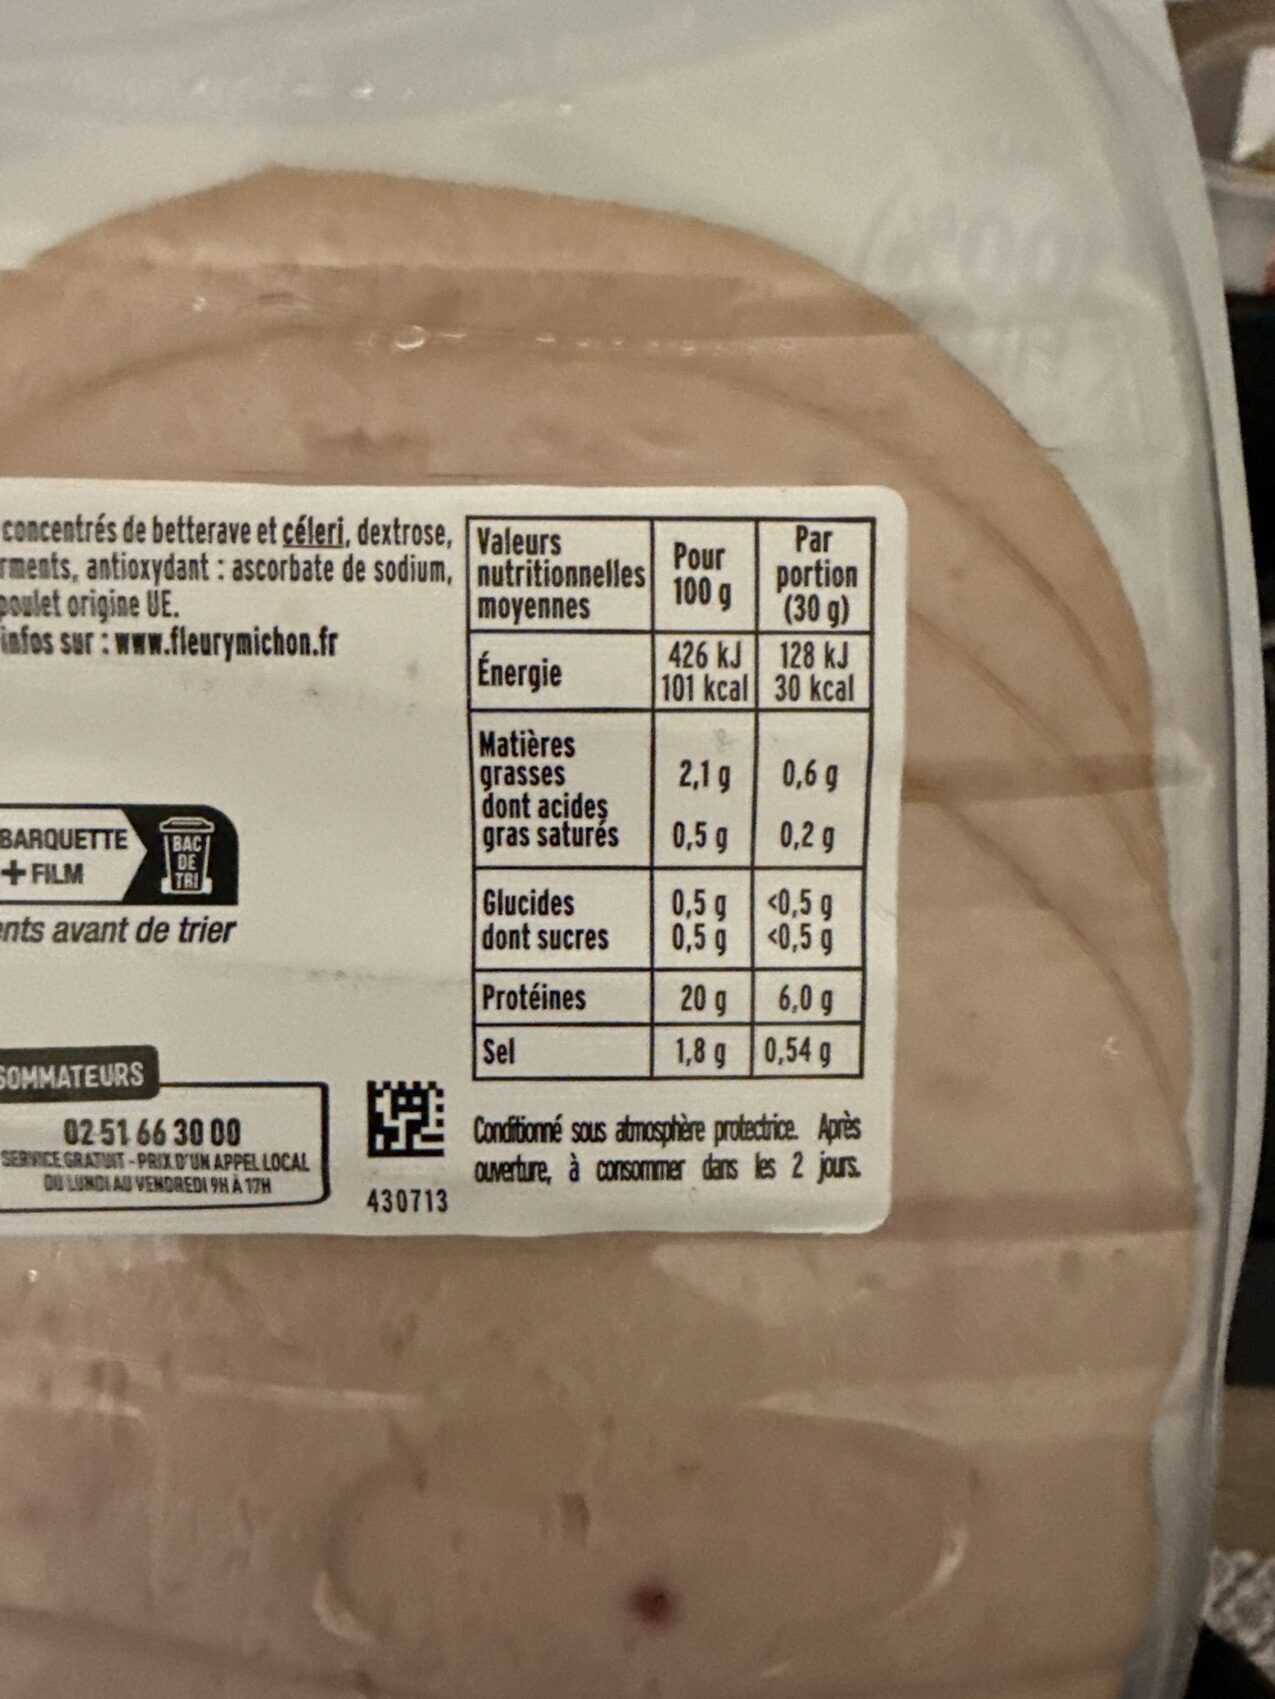 concentrés de betterave et céleri, dextrose,
rments, antioxydant : ascorbate de sodium,
poulet origine UE.
infos sur : www.fleurymichon.fr
BARQUETTE
+ FILM
BAC
DE
TRI
ents avant de trier
SOMMATEURS
02 51 66 30 00
SERVICE GRATUIT - PRIX D'UN APPEL LOCAL
DU LUNDI AU VENDREDI 9H À 17H
430713
Valeurs nutritionnelles moyennes | Pour 100 g | Par portion (30 g)
Énergie | 426 kJ 101 kcal | 128 kJ 30 kcal
Matières grasses | 2,1 g | 0,6 g
dont acides gras saturés | 0,5 g | 0,2 g
Glucides | 0,5 g | <0,5 g
dont sucres | 0,5 g | <0,5 g
Protéines | 20 g | 6,0 g
Sel | 1,8 g | 0,54 g
Conditionné sous atmosphère protectrice. Après
ouverture, à consommer dans les 2 jours.